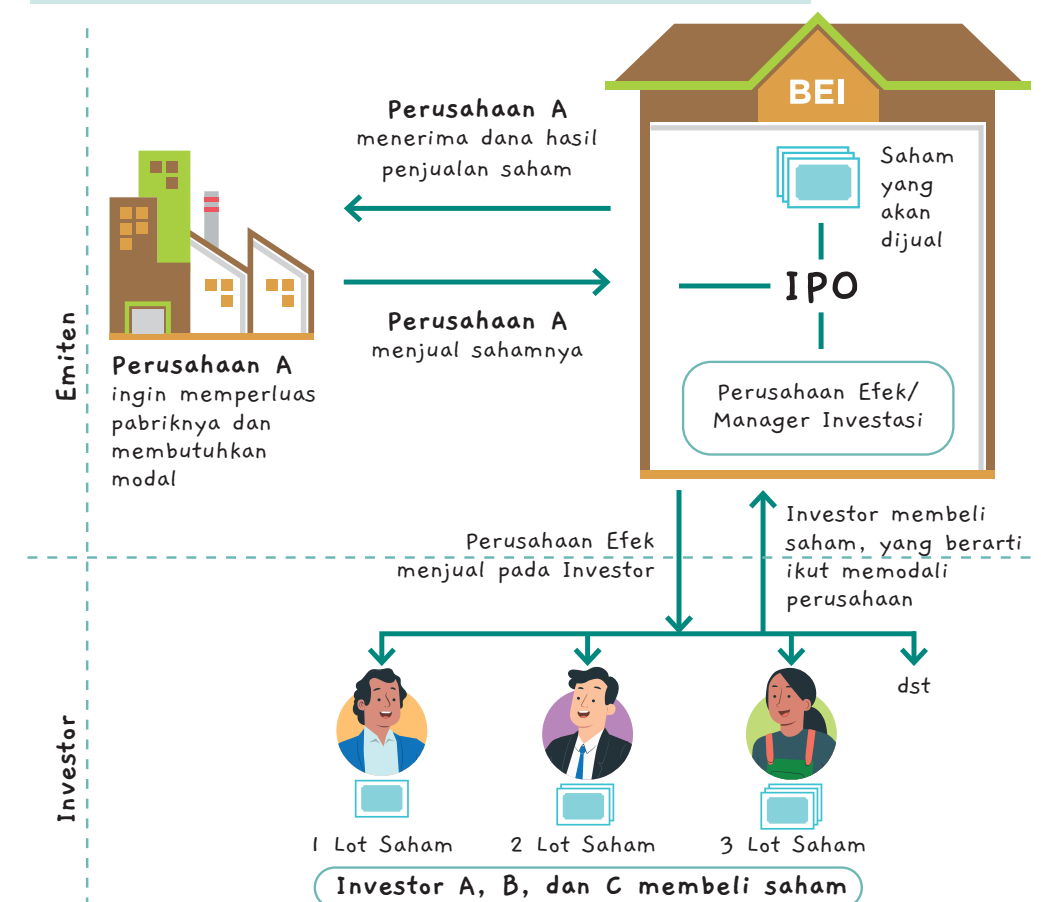 BEI
Perusahaan A
menerima dana hasil
penjualan saham
Saham
yang
akan
dijual
IPO
Perusahaan A
menjual sahamnya
Emiten
Perusahaan A
ingin memperluas
pabriknya dan
membutuhkan
modal
Perusahaan Efek/
Manager Investasi
Perusahaan Efek
menjual pada Investor
Investor membeli
saham, yang berarti
ikut memodali
perusahaan
dst
Investor
1 Lot Saham
2 Lot Saham
3 Lot Saham
Investor A, B, dan C membeli saham